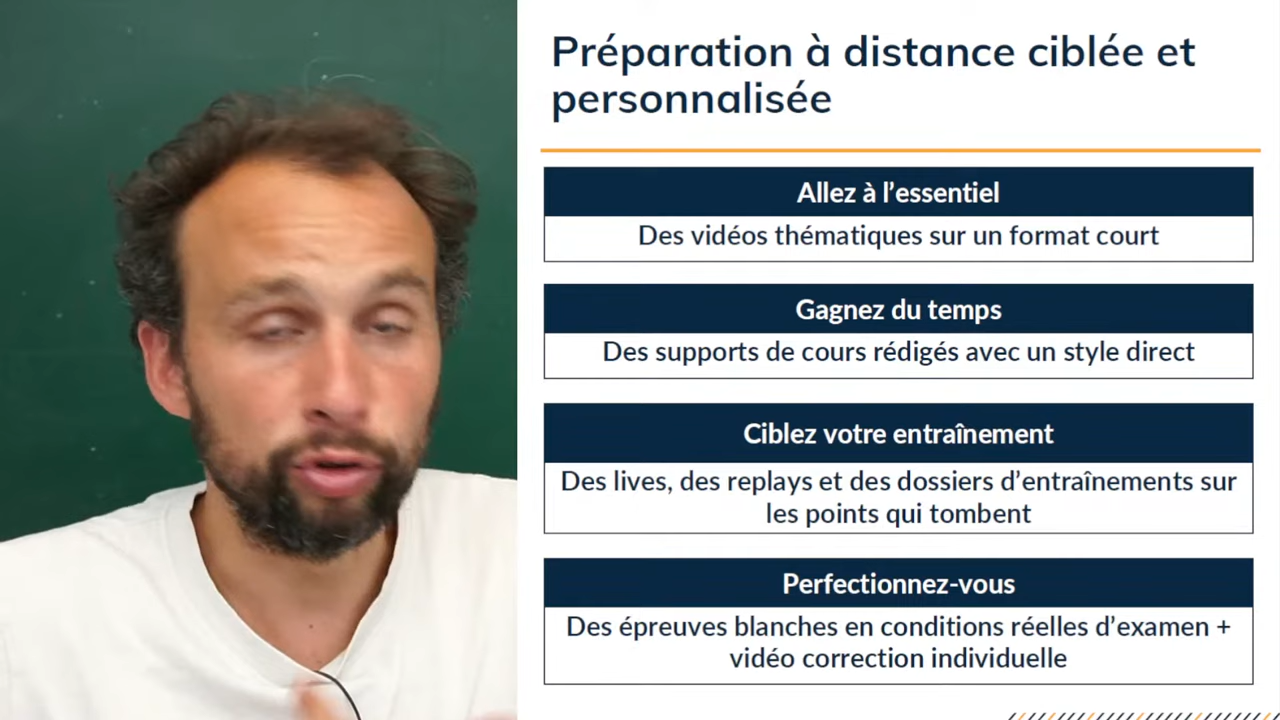 Préparation à distance ciblée et
personnalisée
Allez à l’essentiel
Des vidéos thématiques sur un format court
Gagnez du temps
Des supports de cours rédigés avec un style direct
Ciblez votre entraînement
Des lives, des replays et des dossiers d’entraînements sur
les points qui tombent
Perfectionnez-vous
Des épreuves blanches en conditions réelles d’examen +
vidéo correction individuelle